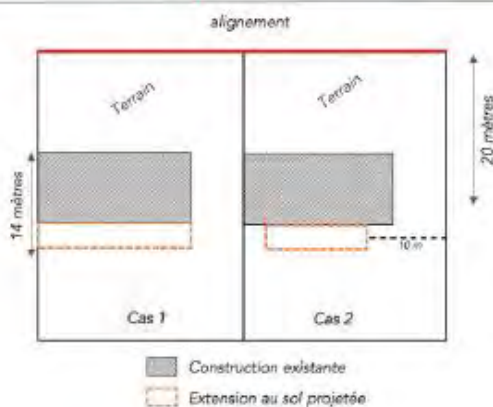 alignement
Terrain
Terrain
20 mètres
14 mètres
10 m
Cas 1
Cas 2
Construction existante
Extension au sol projetée